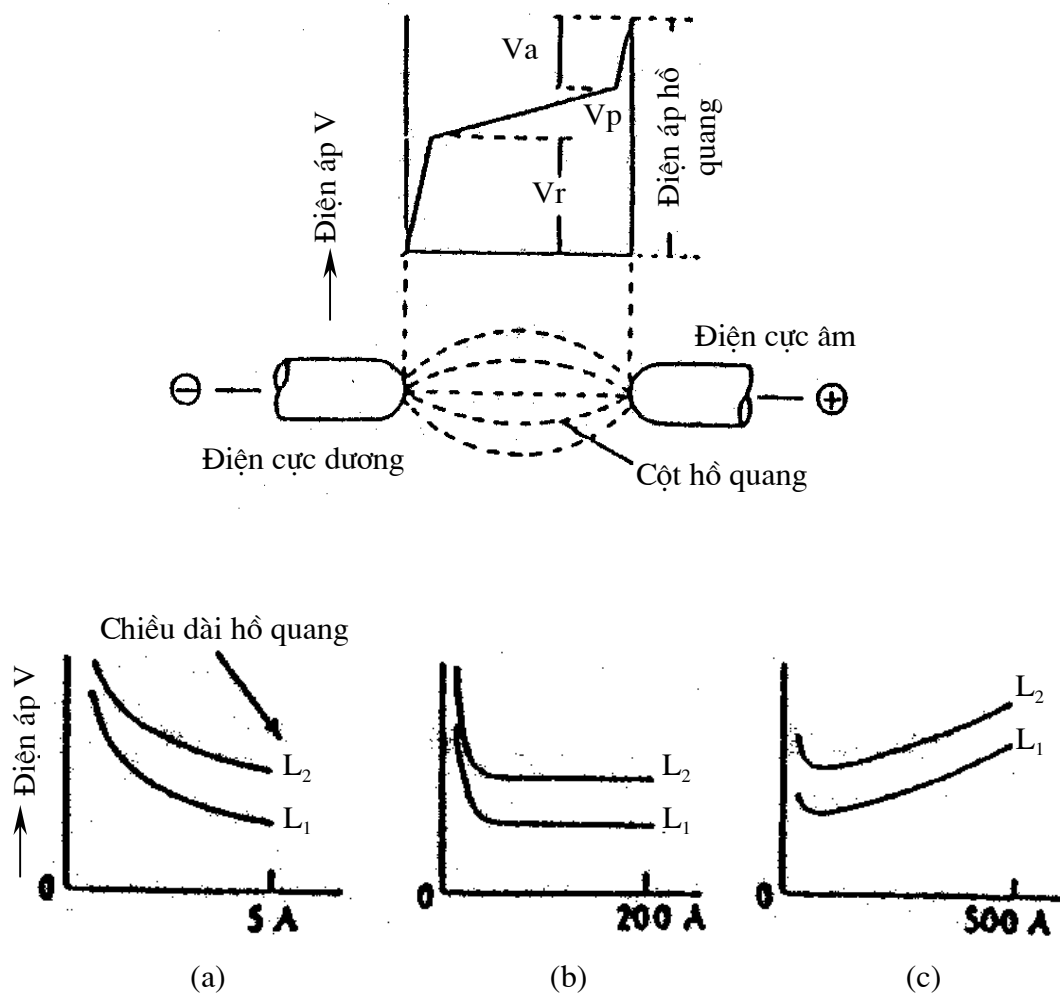 Va
Vp
Vr
Điện áp V
Điện áp hồ
quang
Điện cực âm
⊖
⊕
Điện cực dương
Cột hồ quang
Chiều dài hồ quang
Điện áp V
L₂
L₁
0
5 A
(a)
L₂
L₁
0
200 A
(b)
L₂
L₁
0
500 A
(c)